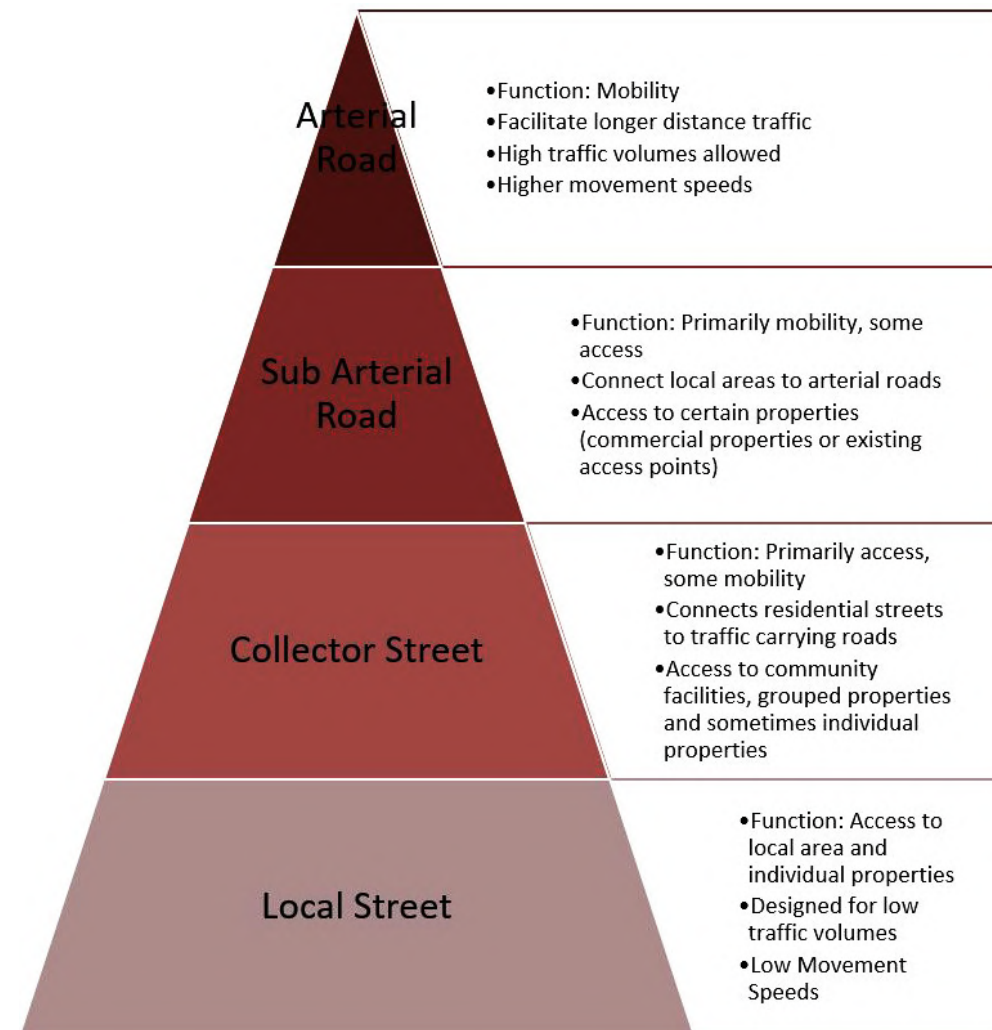 Arterial
Road
•Function: Mobility
•Facilitate longer distance traffic
•High traffic volumes allowed
•Higher movement speeds
Sub Arterial
Road
•Function: Primarily mobility, some
access
•Connect local areas to arterial roads
•Access to certain properties
(commercial properties or existing
access points)
Collector Street
•Function: Primarily access,
some mobility
•Connects residential streets
to traffic carrying roads
•Access to community
facilities, grouped properties
and sometimes individual
properties
Local Street
•Function: Access to
local area and
individual properties
•Designed for low
traffic volumes
•Low Movement
Speeds